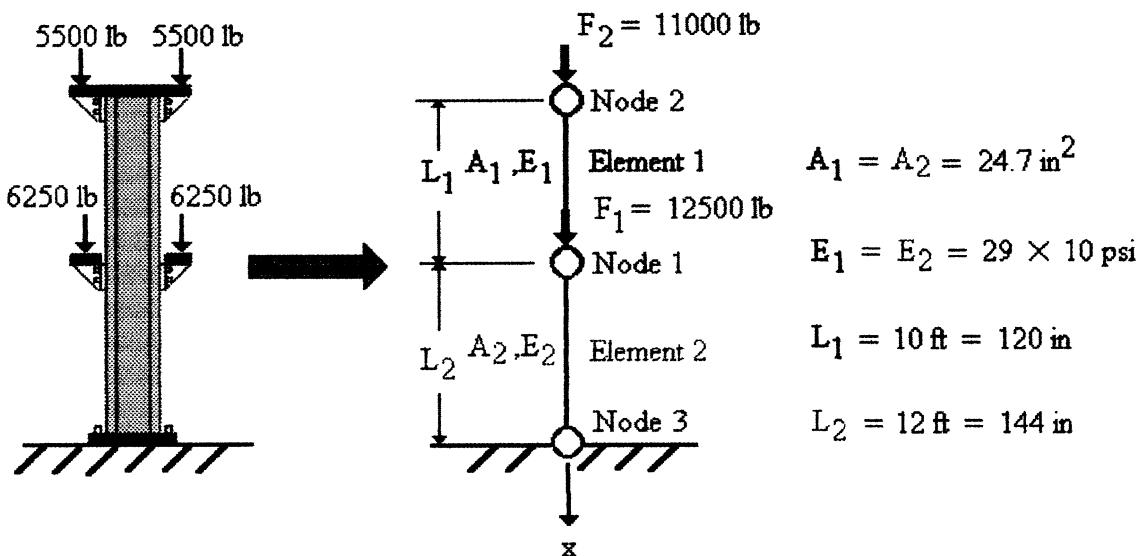 5500 lb 5500 lb
6250 lb 6250 lb
F₂ = 11000 lb
Node 2
L₁ A₁ ,E₁ Element 1
F₁ = 12500 lb
Node 1
L₂ A₂ ,E₂ Element 2
Node 3
x
A₁ = A₂ = 24.7 in²
E₁ = E₂ = 29 × 10 psi
L₁ = 10 ft = 120 in
L₂ = 12 ft = 144 in